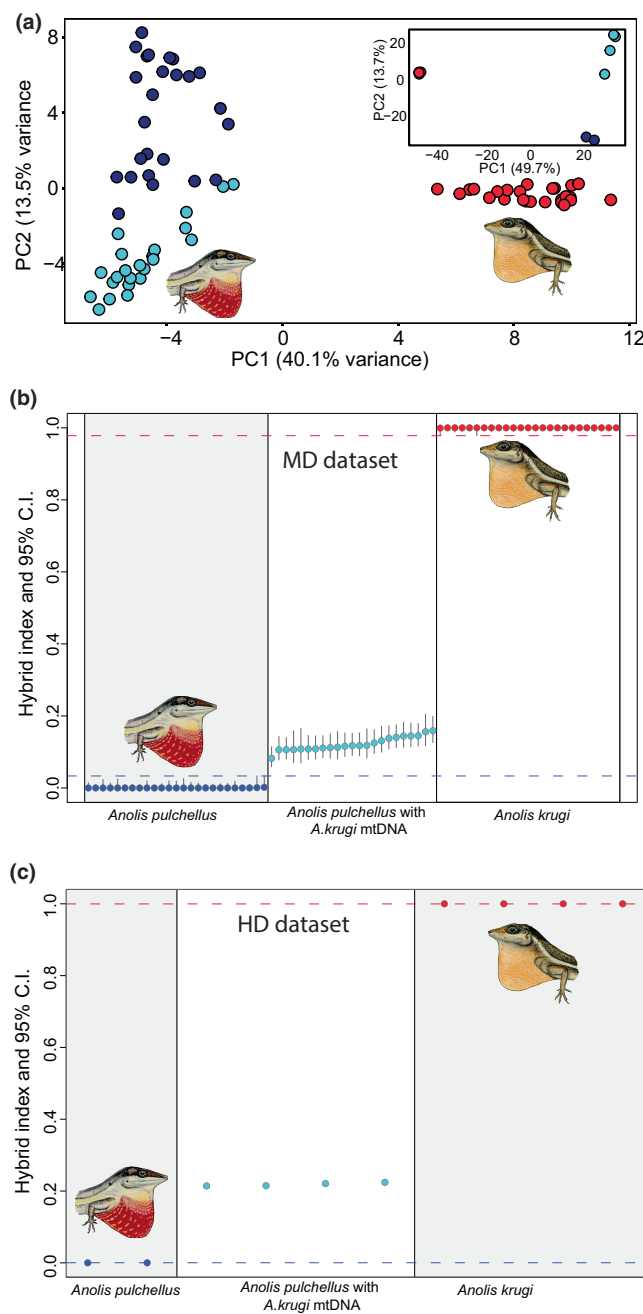 (a)
8
4
0
−4
PC2 (13.5% variance)
−4
0
4
8
12
PC1 (40.1% variance)
20
0
−20
PC2 (13.7%)
−40
−20
0
20
PC1 (49.7%)
(b)
MD dataset
1.0
0.8
0.6
0.4
0.2
0.0
Hybrid index and 95% C.I.
Anolis pulchellus
Anolis pulchellus with
A.krugi mtDNA
Anolis krugi
(c)
HD dataset
1.0
0.8
0.6
0.4
0.2
0.0
Hybrid index and 95% C.I.
Anolis pulchellus
Anolis pulchellus with
A.krugi mtDNA
Anolis krugi